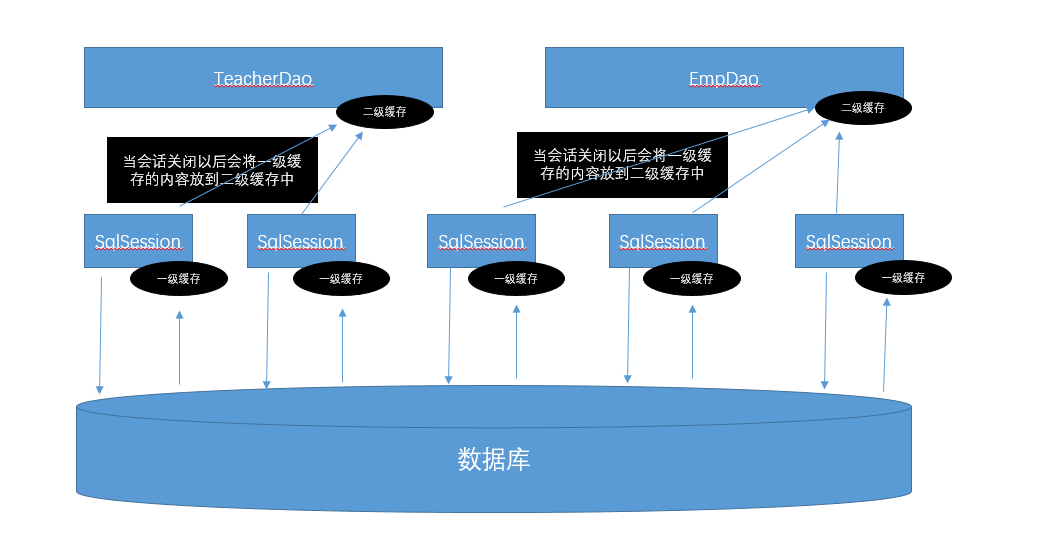 TeacherDao
EmpDao
二级缓存
二级缓存
当会话关闭以后会将一级缓
存的内容放到二级缓存中
当会话关闭以后会将一级缓
存的内容放到二级缓存中
SqlSession
SqlSession
SqlSession
SqlSession
SqlSession
一级缓存
一级缓存
一级缓存
一级缓存
一级缓存
数据库